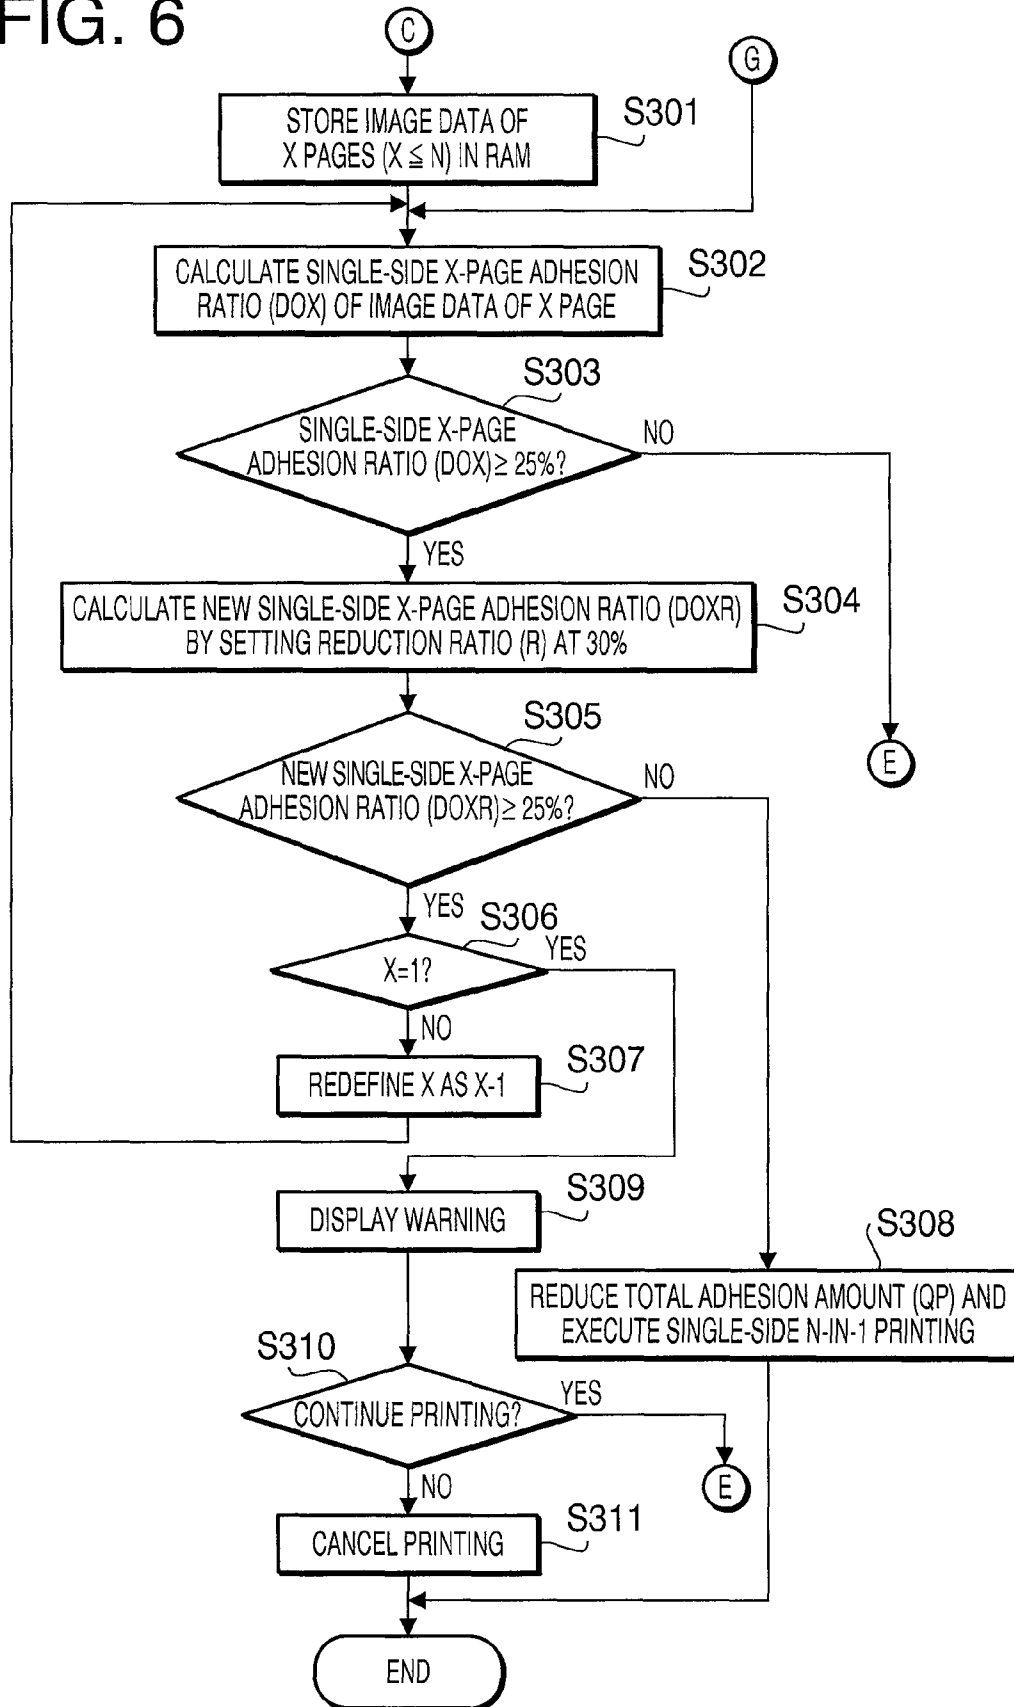 FIG. 6
C
G
S301
STORE IMAGE DATA OF
X PAGES (X ≦ N) IN RAM
S302
CALCULATE SINGLE-SIDE X-PAGE ADHESION
RATIO (DOX) OF IMAGE DATA OF X PAGE
S303
SINGLE-SIDE X-PAGE
ADHESION RATIO (DOX) ≥ 25%?
NO
YES
S304
CALCULATE NEW SINGLE-SIDE X-PAGE ADHESION RATIO (DOXR)
BY SETTING REDUCTION RATIO (R) AT 30%
S305
E
NEW SINGLE-SIDE X-PAGE
ADHESION RATIO (DOXR) ≥ 25%?
NO
YES
S306
X=1?
YES
NO
S307
REDEFINE X AS X-1
S309
DISPLAY WARNING
S308
REDUCE TOTAL ADHESION AMOUNT (QP) AND
EXECUTE SINGLE-SIDE N-IN-1 PRINTING
S310
CONTINUE PRINTING?
YES
E
NO
S311
CANCEL PRINTING
END